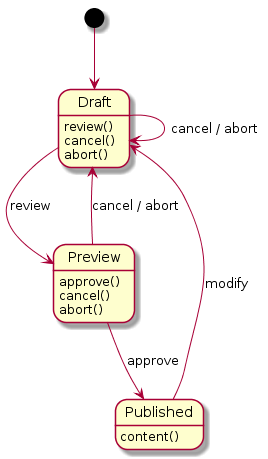 Draft
review()
cancel()
abort()
cancel / abort
review
cancel / abort
Preview
approve()
cancel()
abort()
modify
approve
Published
content()